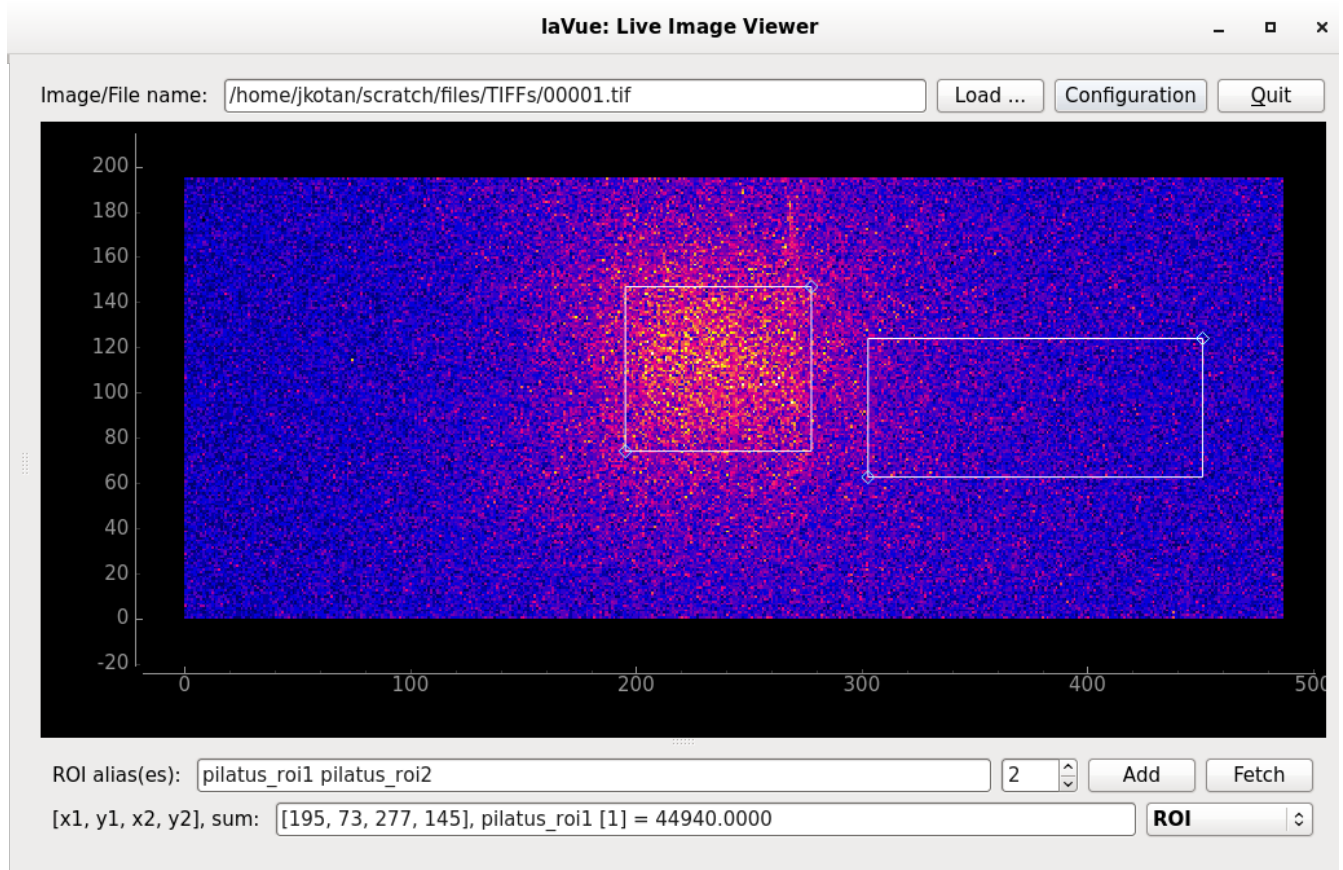 laVue: Live Image Viewer
Image/File name: /home/jkotan/scratch/files/TIFFs/00001.tif Load ... Configuration Quit
200
180
160
140
120
100
80
60
40
20
0
-20
0 100 200 300 400 500
ROI alias(es): pilatus_roi1 pilatus_roi2 2 Add Fetch
[x1, y1, x2, y2], sum: [195, 73, 277, 145], pilatus_roi1 [1] = 44940.0000 ROI